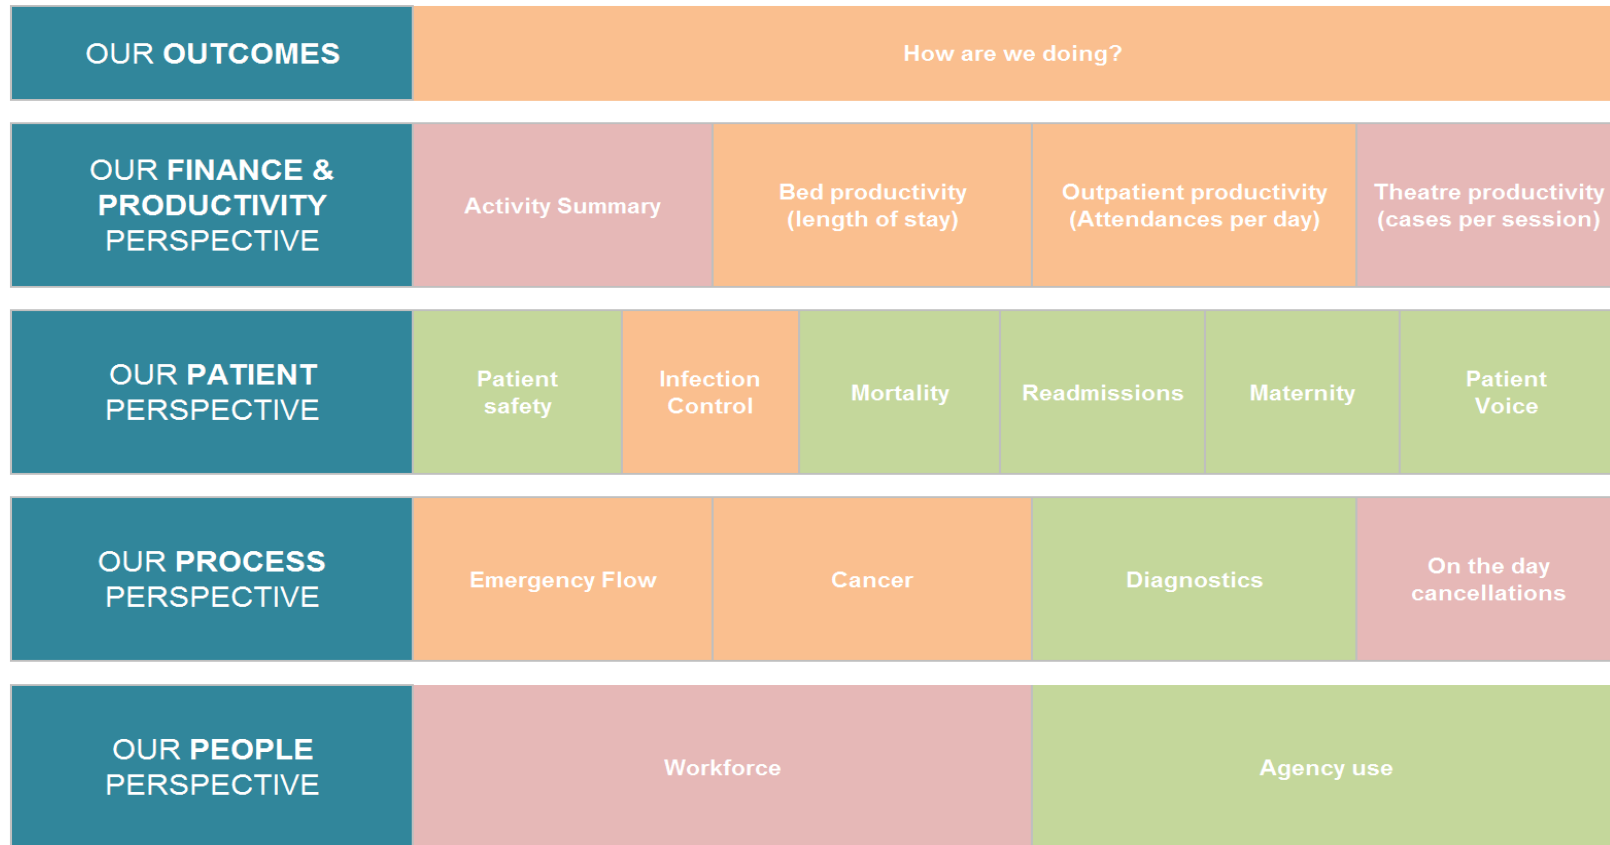 OUR OUTCOMES
How are we doing?
OUR FINANCE &
PRODUCTIVITY
PERSPECTIVE
Activity Summary
Bed productivity
(length of stay)
Outpatient productivity
(Attendances per day)
Theatre productivity
(cases per session)
OUR PATIENT
PERSPECTIVE
Patient
safety
Infection
Control
Mortality
Readmissions
Maternity
Patient
Voice
OUR PROCESS
PERSPECTIVE
Emergency Flow
Cancer
Diagnostics
On the day
cancellations
OUR PEOPLE
PERSPECTIVE
Workforce
Agency use